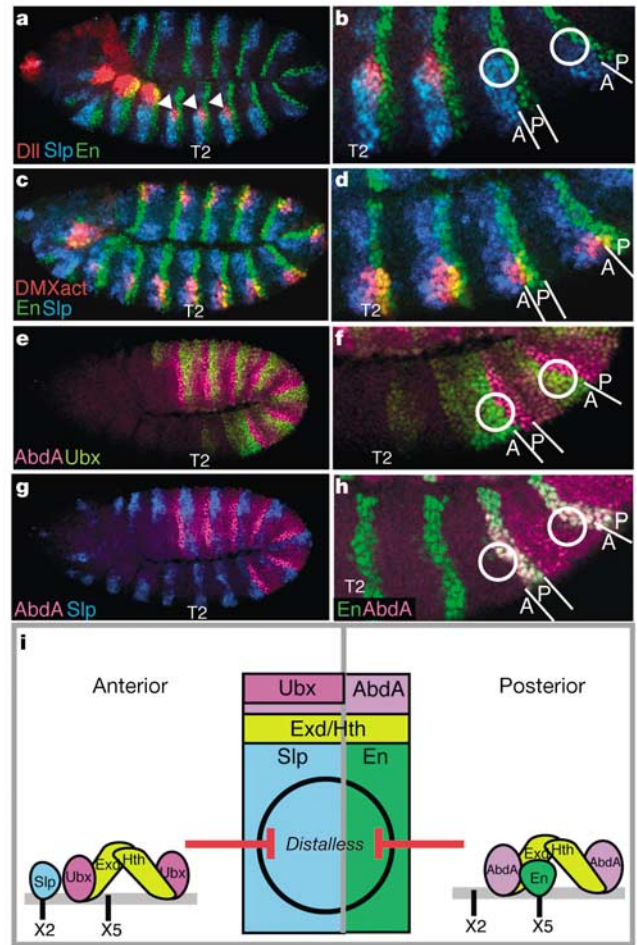 a
Dll Slp En
T2
b
T2
A
P
A
P
c
DMXact
En Slp
T2
d
T2
A
P
A
P
e
AbdA Ubx
T2
f
T2
A
P
A
P
g
AbdA Slp
T2
h
T2
En AbdA
A
P
A
P
i
Anterior
Ubx
AbdA
Posterior
Exd/Hth
Slp
En
Distalless
Slp
Ubx
Exd
Hth
Ubx
X2
X5
AbdA
Exd
Hth
AbdA
En
X2
X5